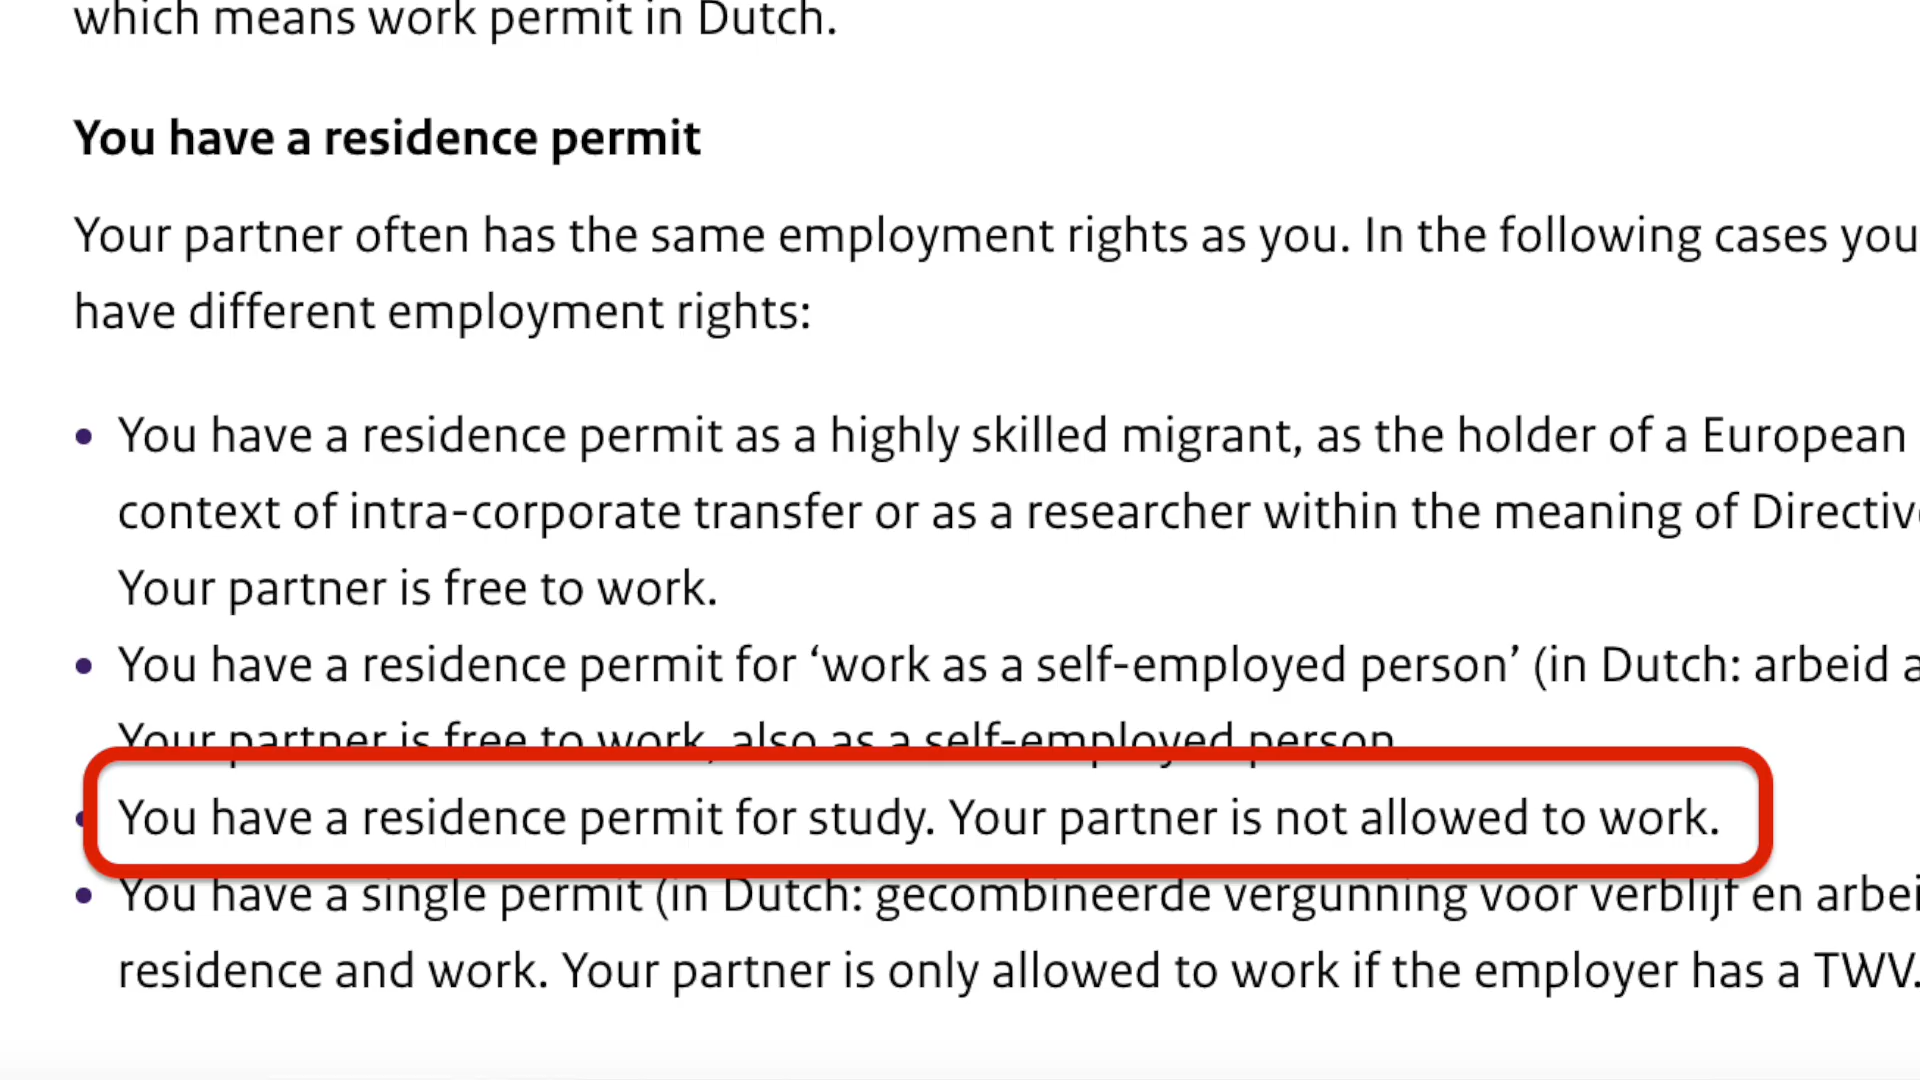 which means work permit in Dutch.
You have a residence permit
Your partner often has the same employment rights as you. In the following cases you
have different employment rights:
• You have a residence permit as a highly skilled migrant, as the holder of a European
context of intra-corporate transfer or as a researcher within the meaning of
Your partner is free to work.
• You have a residence permit for ‘work as a self-employed person’ (in Dutch: arbeid
Your partner is free to work, also as a self-employed person
• You have a residence permit for study. Your partner is not allowed to work.
• You have a single permit (in Dutch: gecombineerde vergunning voor verblijf en
residence and work. Your partner is only allowed to work if the employer has a TWV.